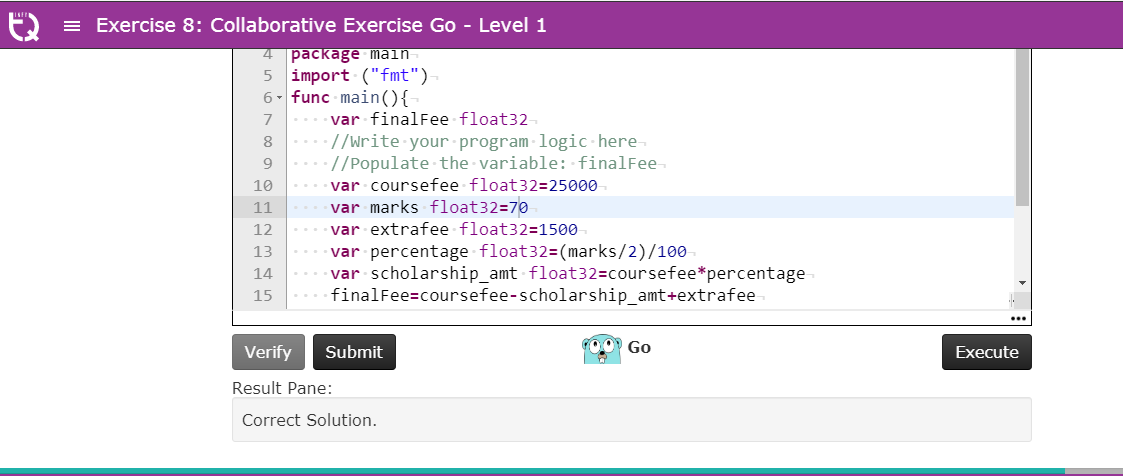 Exercise 8: Collaborative Exercise Go - Level 1
4 package main
5 import ("fmt")
6 func main(){
7 var finalFee float32
8 //Write your program logic here
9 //Populate the variable: finalFee
10 var coursefee float32=25000
11 var marks float32=70
12 var extrafee float32=1500
13 var percentage float32=(marks/2)/100
14 var scholarship_amt float32=coursefee*percentage
15 finalFee=coursefee-scholarship_amt+extrafee
Verify Submit Go Execute
Result Pane:
Correct Solution.